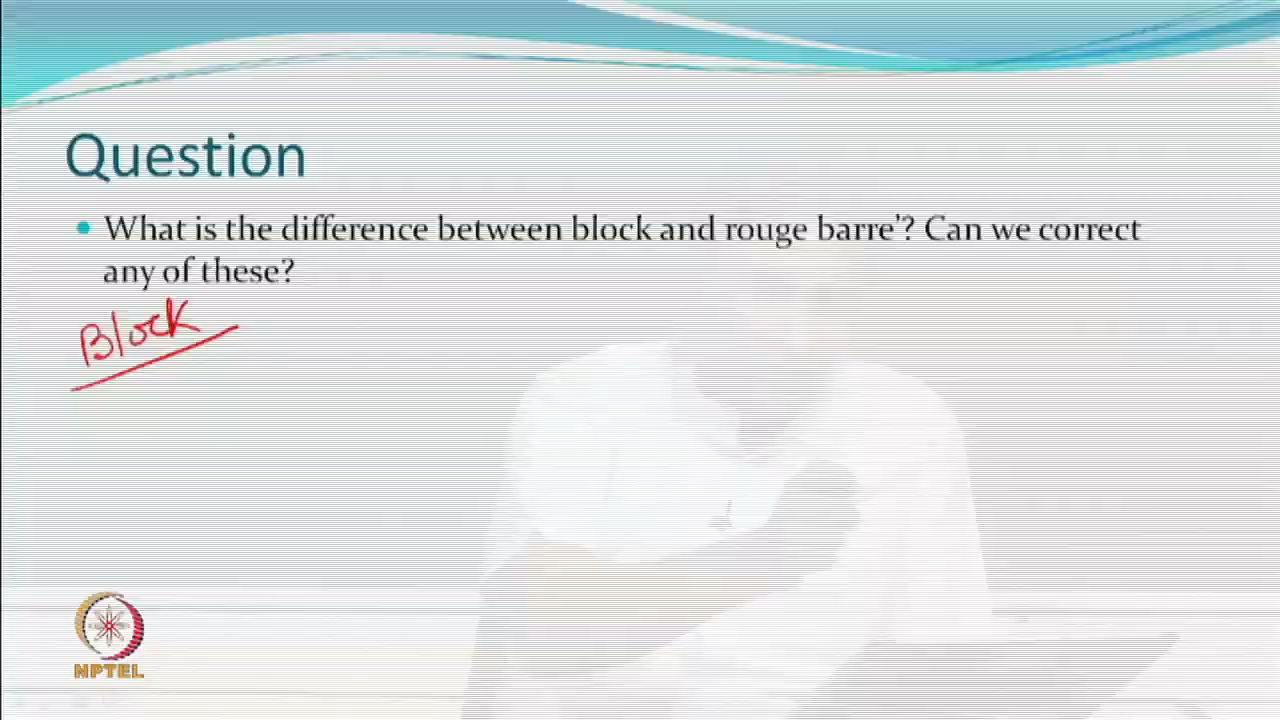 Question
What is the difference between block and rouge barre’? Can we correct
any of these?
Block
NPTEL